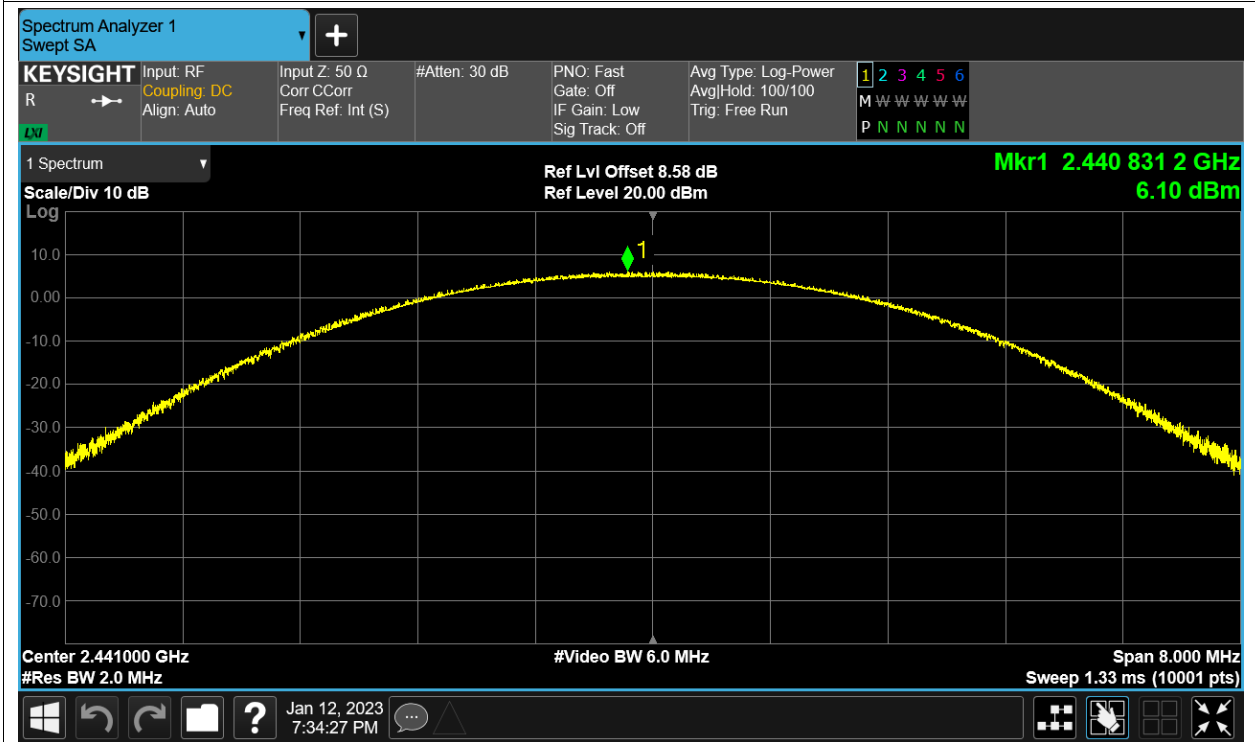 Spectrum Analyzer 1
Swept SA
+
KEYSIGHT
R
LXI
Input: RF
Coupling: DC
Align: Auto
Input Z: 50 Ω
Corr CCorr
Freq Ref: Int (S)
#Atten: 30 dB
PNO: Fast
Gate: Off
IF Gain: Low
Sig Track: Off
Avg Type: Log-Power
Avg|Hold: 100/100
Trig: Free Run
1 2 3 4 5 6
M W W W W W
P N N N N N
1 Spectrum
Scale/Div 10 dB
Log
Ref Lvl Offset 8.58 dB
Ref Level 20.00 dBm
Mkr1 2.440 831 2 GHz
6.10 dBm
1
10.0
0.00
-10.0
-20.0
-30.0
-40.0
-50.0
-60.0
-70.0
Center 2.441000 GHz
#Res BW 2.0 MHz
#Video BW 6.0 MHz
Span 8.000 MHz
Sweep 1.33 ms (10001 pts)
?
Jan 12, 2023
7:34:27 PM